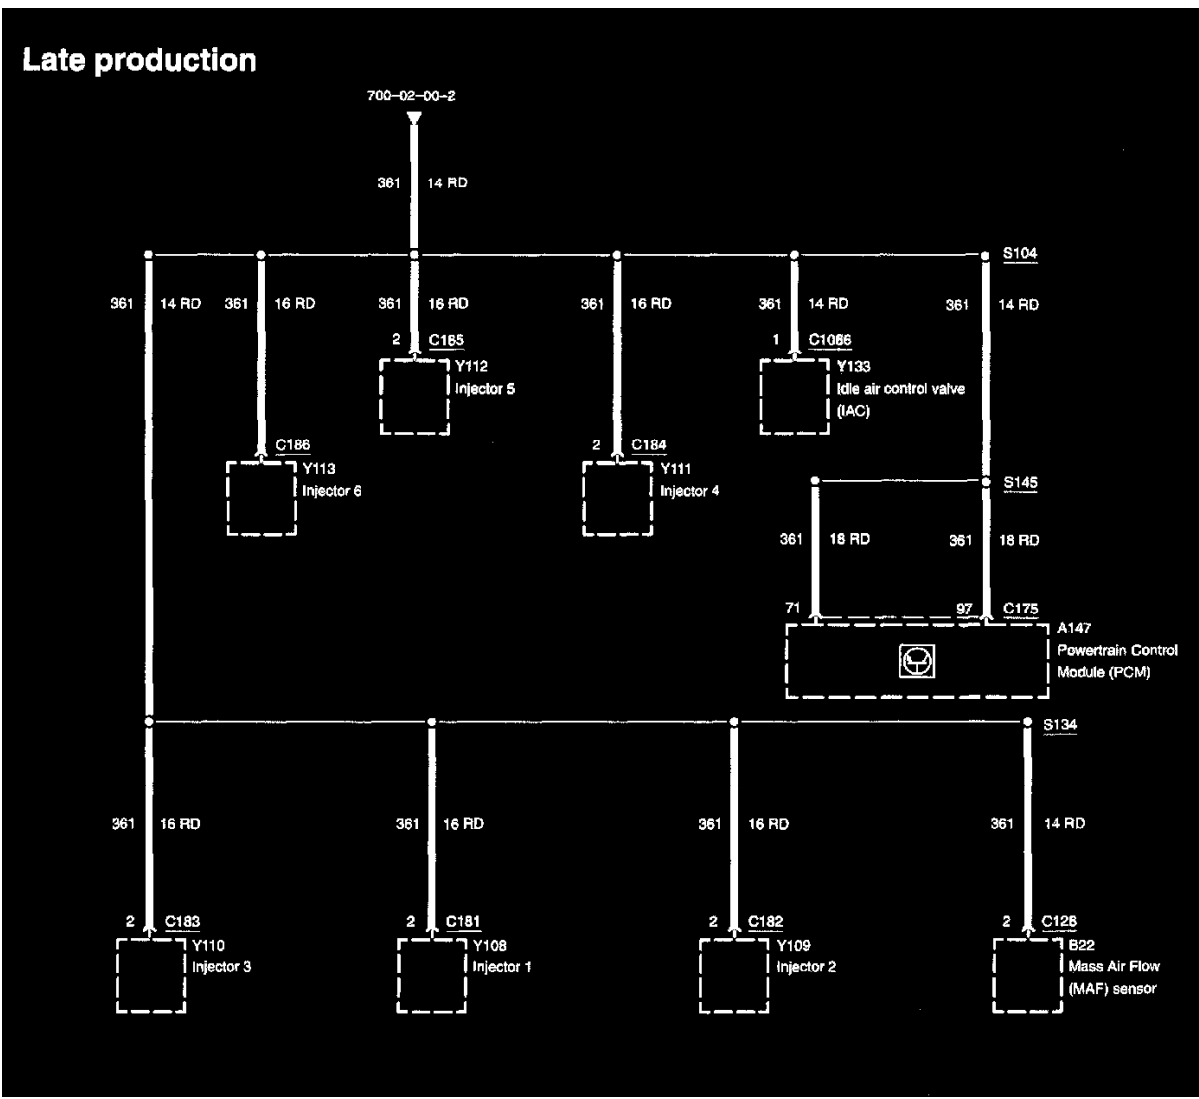 Late production
700-02-00-2
361 14 RD
S104
361 14 RD 361 16 RD 361 16 RD 361 16 RD 361 14 RD 361 14 RD
2 C185 1 C1086
Y112 Y133
Injector 5 Idle air control valve
(IAC)
C186 2 C184
Y113 Y111
Injector 6 Injector 4
S145
361 18 RD 361 18 RD
71 97 C175
A147
Powertrain Control
Module (PCM)
S134
361 16 RD 361 16 RD 361 16 RD 361 14 RD
2 C183 2 C181 2 C182 2 C128
Y110 Y108 Y109 B22
Injector 3 Injector 1 Injector 2 Mass Air Flow
(MAF) sensor